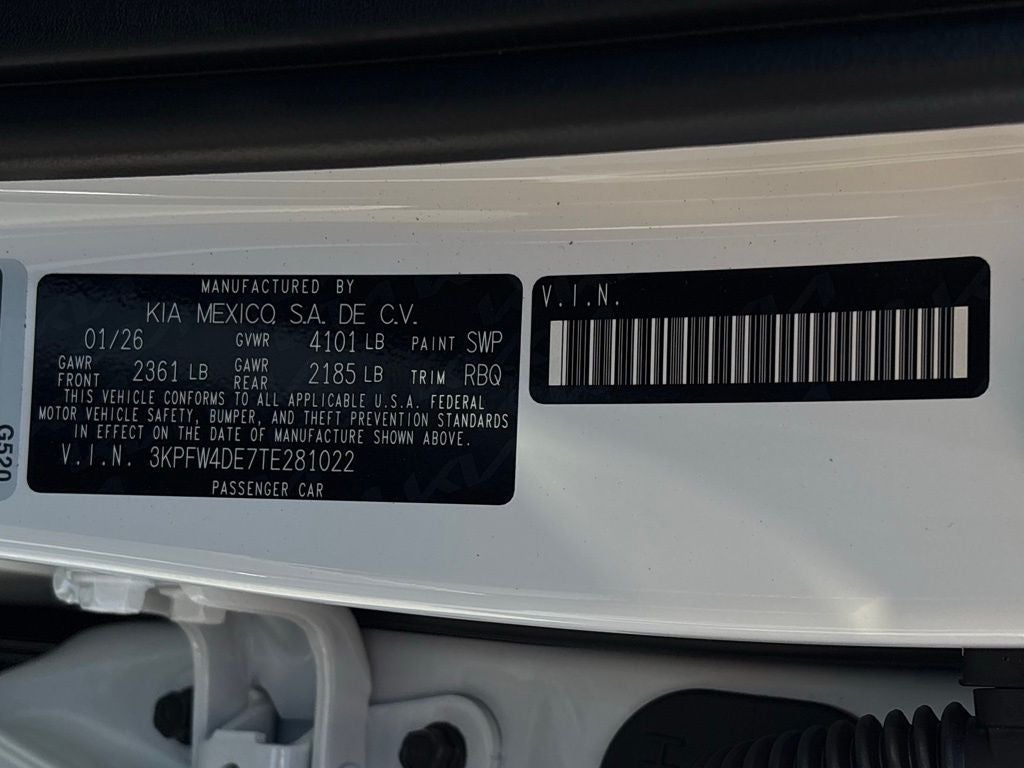 MANUFACTURED BY
KIA MEXICO, S.A. DE C.V.
01/26 GVWR 4101 LB PAINT SWP
GAWR FRONT 2361 LB GAWR REAR 2185 LB TRIM RBQ
THIS VEHICLE CONFORMS TO ALL APPLICABLE U.S.A. FEDERAL
MOTOR VEHICLE SAFETY, BUMPER, AND THEFT PREVENTION STANDARDS
IN EFFECT ON THE DATE OF MANUFACTURE SHOWN ABOVE.
V.I.N. 3KPFW4DE7TE281022
PASSENGER CAR
V.I.N.
G520